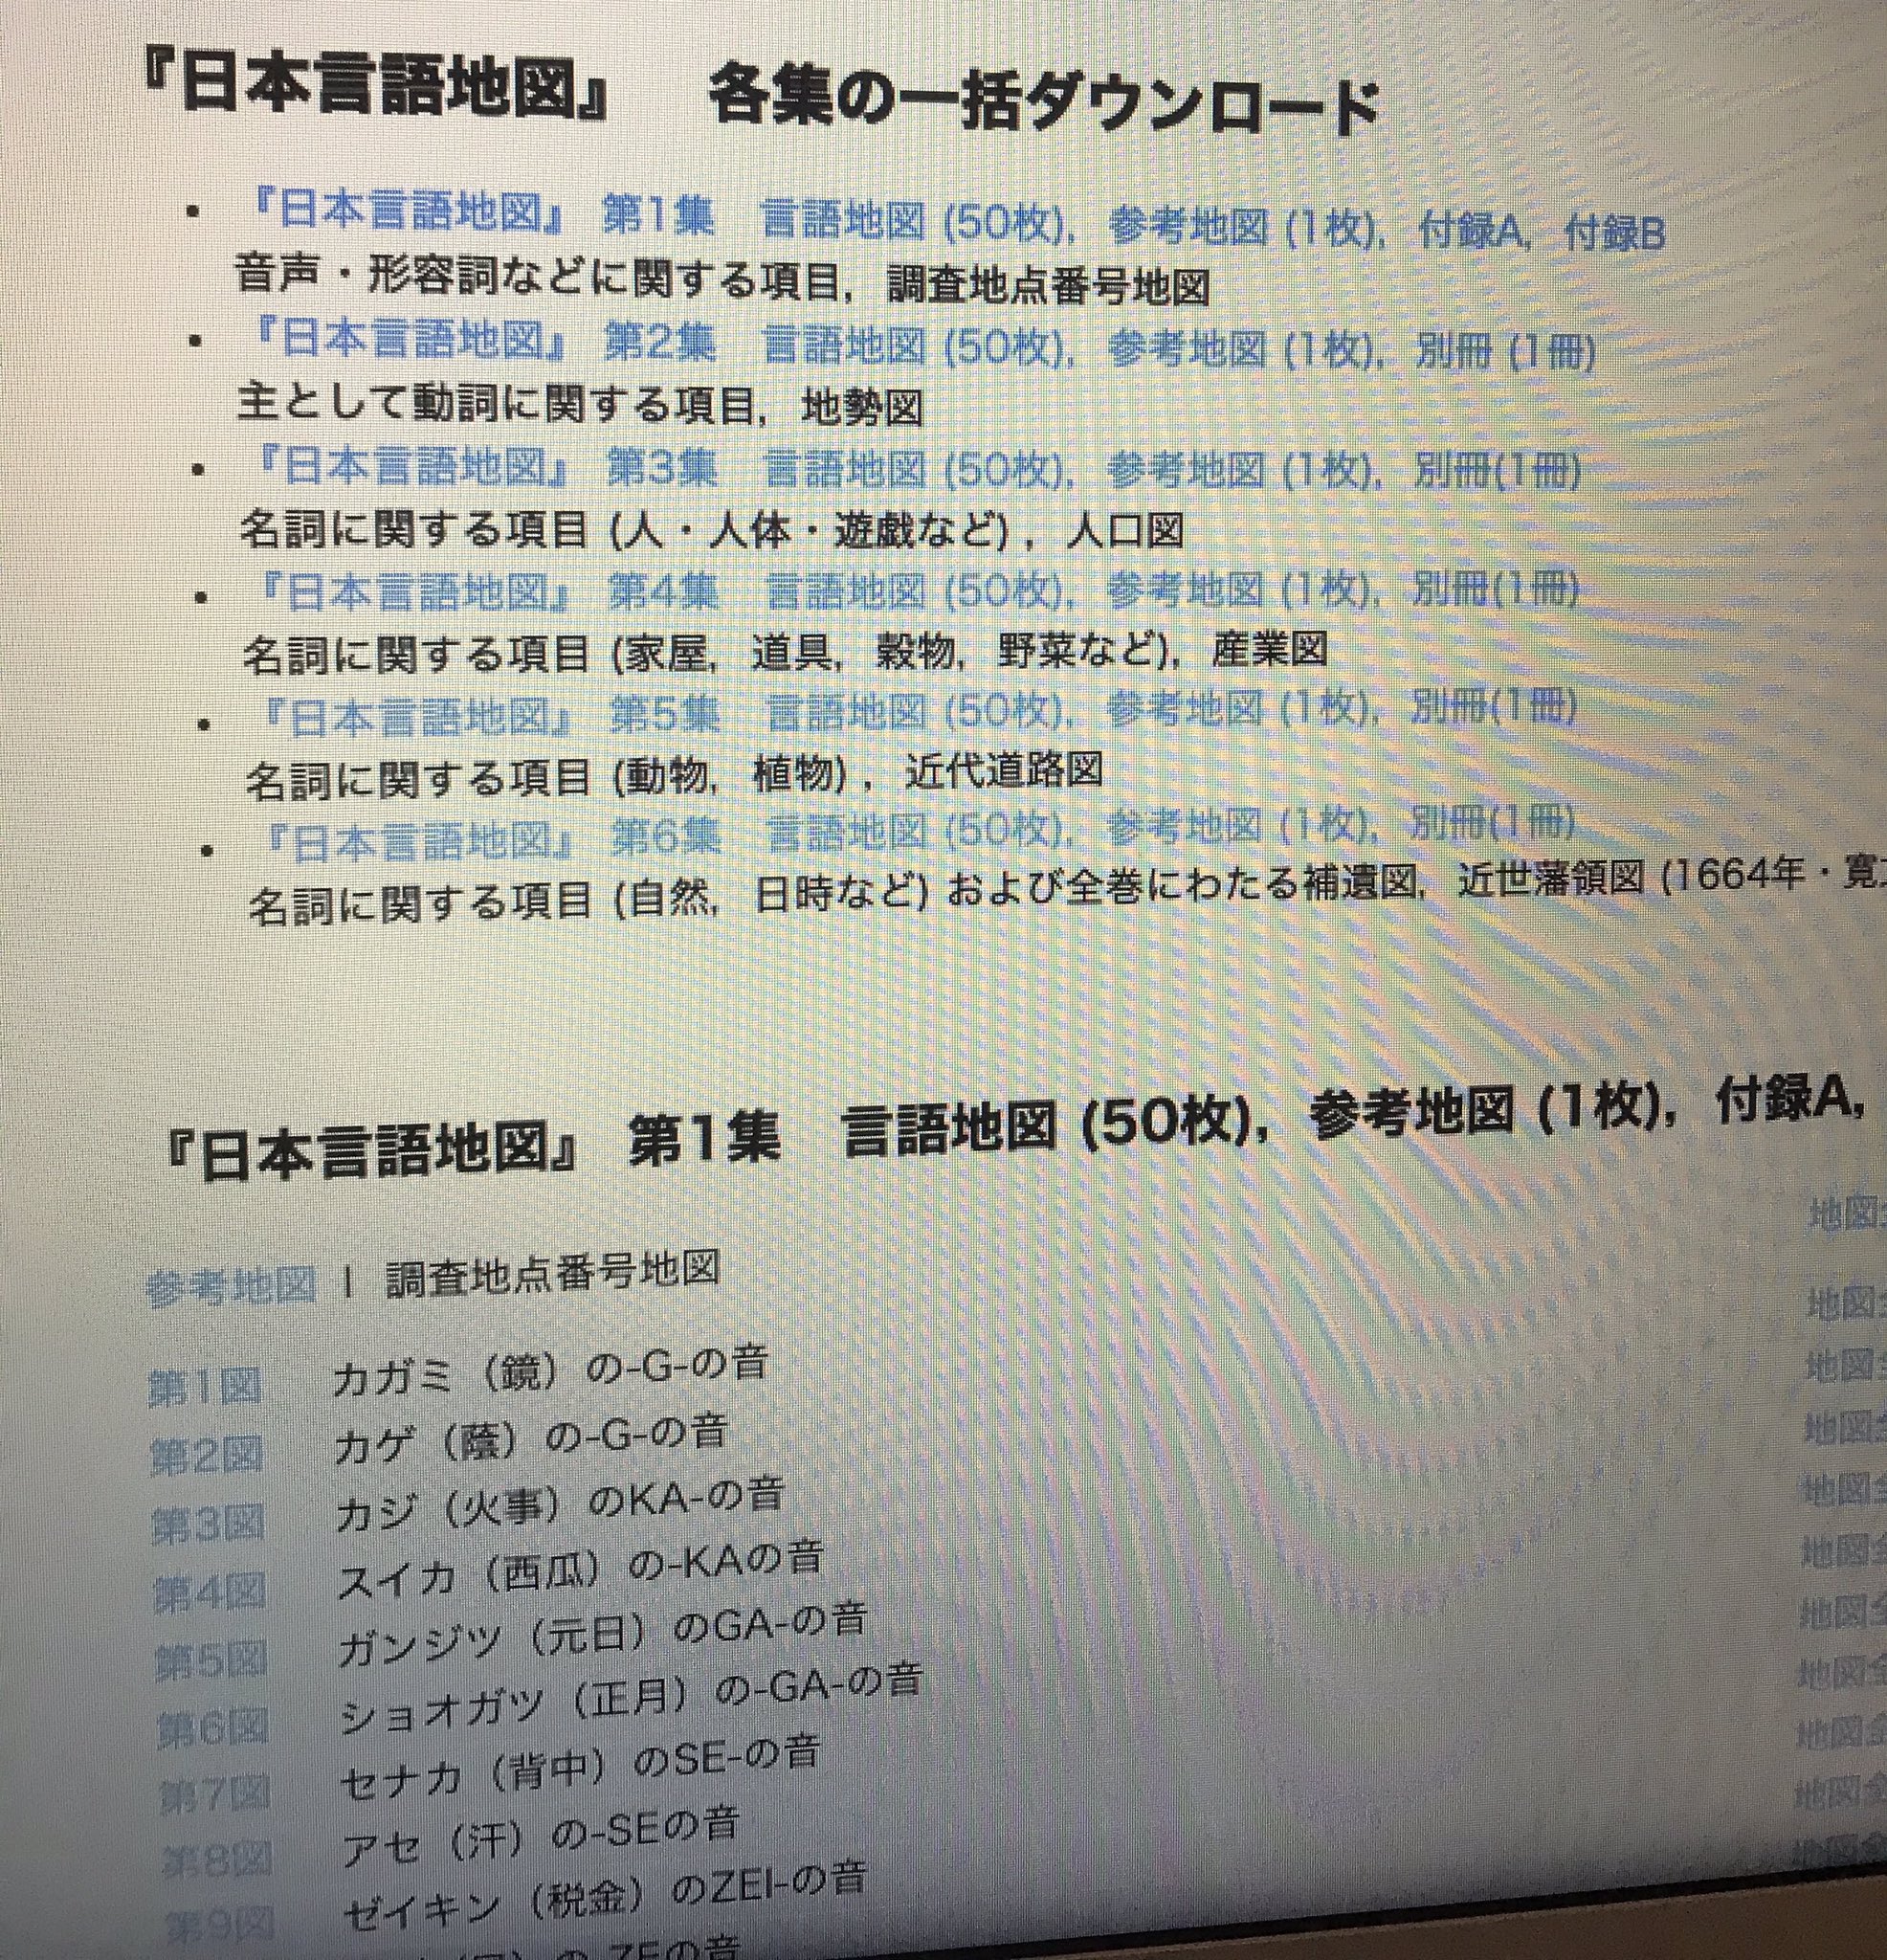 『日本言語地図』　各集の一括ダウンロード
• 『日本言語地図』 第1集　言語地図 (50枚)，参考地図 (1枚)，付録A，付録B
音声・形容詞などに関する項目，調査地点番号地図
• 『日本言語地図』 第2集　言語地図 (50枚)，参考地図 (1枚)，別冊 (1冊)
主として動詞に関する項目，地勢図
• 『日本言語地図』 第3集　言語地図 (50枚)，参考地図 (1枚)，別冊(1冊)
名詞に関する項目 (人・人体・遊戯など) ，人口図
• 『日本言語地図』 第4集　言語地図 (50枚)，参考地図 (1枚)，別冊(1冊)
名詞に関する項目 (家屋，道具，穀物，野菜など)，産業図
• 『日本言語地図』 第5集　言語地図 (50枚)，参考地図 (1枚)，別冊(1冊)
名詞に関する項目 (動物，植物) ，近代道路図
• 『日本言語地図』 第6集　言語地図 (50枚)，参考地図 (1枚)，別冊(1冊)
名詞に関する項目 (自然，日時など) および全巻にわたる補遺図，近世藩領図 (1664年・寛
『日本言語地図』 第1集　言語地図 (50枚)，参考地図 (1枚)，付録A，
地図
参考地図 | 調査地点番号地図 地図
第1図 カガミ（鏡）の-G-の音 地図
第2図 カゲ（蔭）の-G-の音 地図
第3図 カジ（火事）のKA-の音 地図
第4図 スイカ（西瓜）の-KAの音 地図
第5図 ガンジツ（元日）のGA-の音 地図
第6図 ショオガツ（正月）の-GA-の音 地図
第7図 セナカ（背中）のSE-の音 地図
第8図 アセ（汗）の-SEの音 地図
第9図 ゼイキン（税金）のZEI-の音 地図